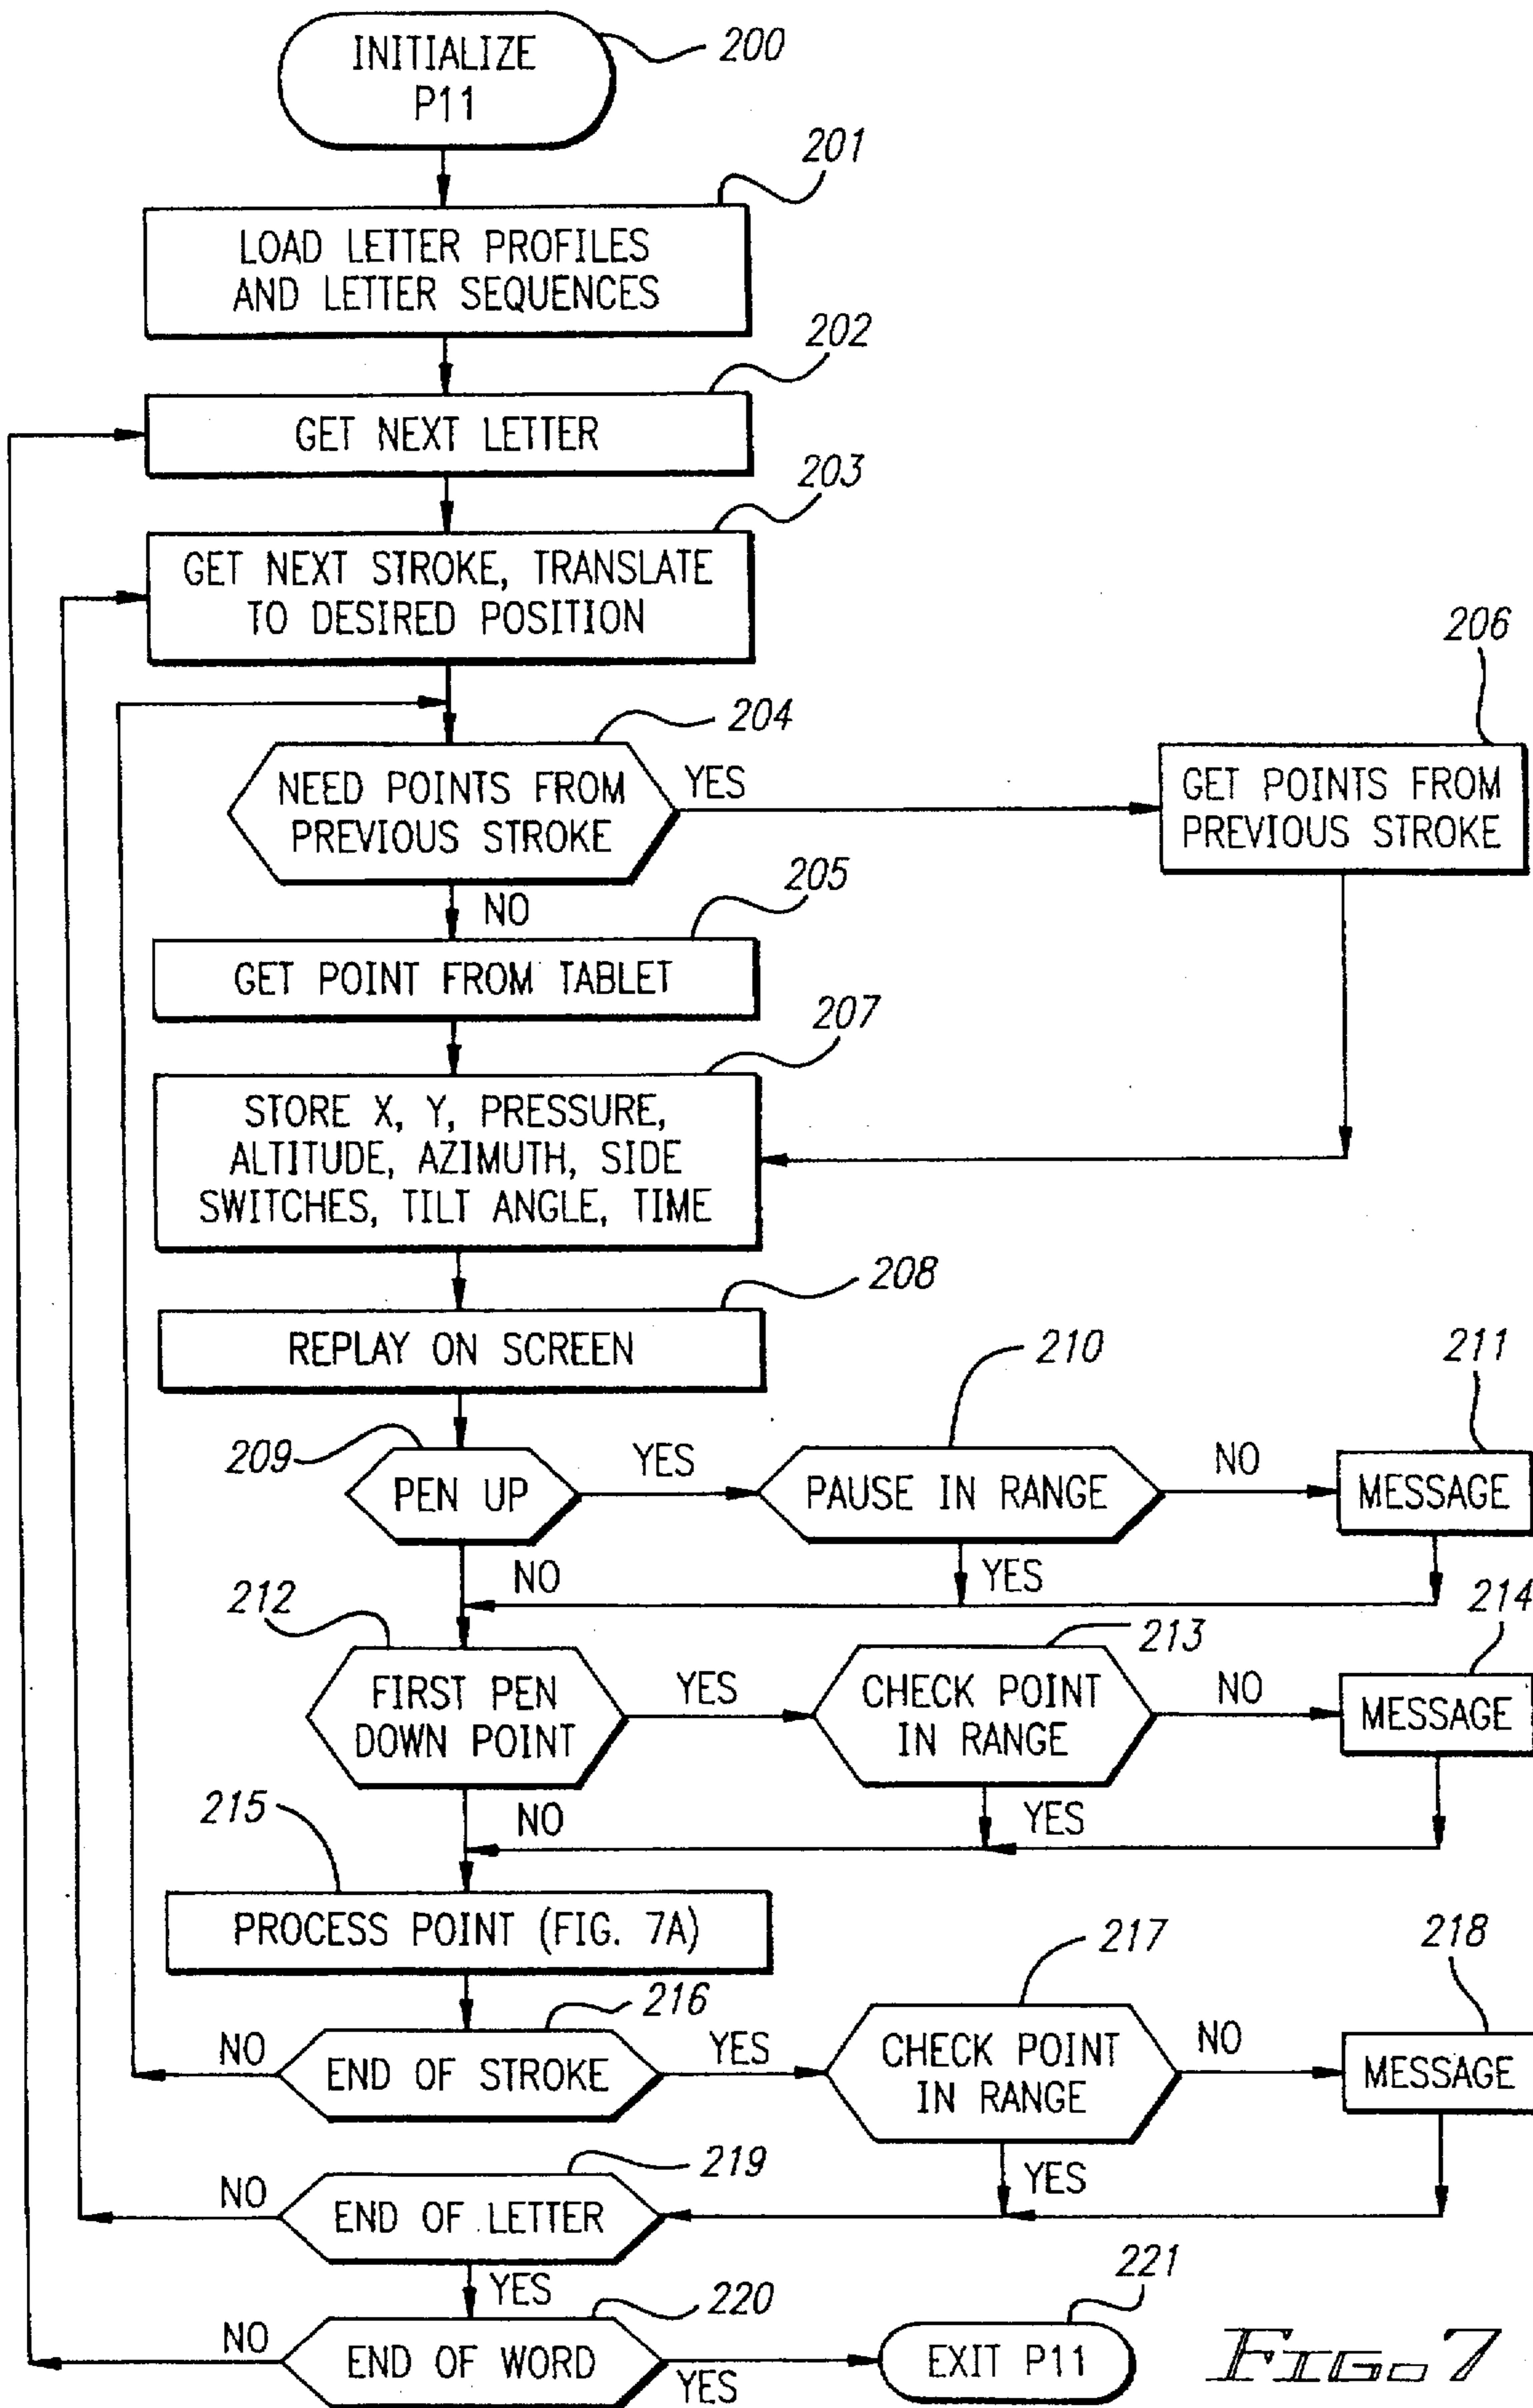 200
INITIALIZE
P11
201
LOAD LETTER PROFILES
AND LETTER SEQUENCES
202
GET NEXT LETTER
203
GET NEXT STROKE, TRANSLATE
TO DESIRED POSITION
204
NEED POINTS FROM
PREVIOUS STROKE
YES
206
GET POINTS FROM
PREVIOUS STROKE
NO
205
GET POINT FROM TABLET
207
STORE X, Y, PRESSURE,
ALTITUDE, AZIMUTH, SIDE
SWITCHES, TILT ANGLE, TIME
208
REPLAY ON SCREEN
209
PEN UP
YES
210
PAUSE IN RANGE
NO
211
MESSAGE
NO
YES
212
FIRST PEN
DOWN POINT
YES
213
CHECK POINT
IN RANGE
NO
214
MESSAGE
NO
YES
215
PROCESS POINT (FIG. 7A)
216
NO
END OF STROKE
YES
217
CHECK POINT
IN RANGE
NO
218
MESSAGE
YES
219
NO
END OF LETTER
YES
220
NO
END OF WORD
YES
221
EXIT P11
FIG. 7